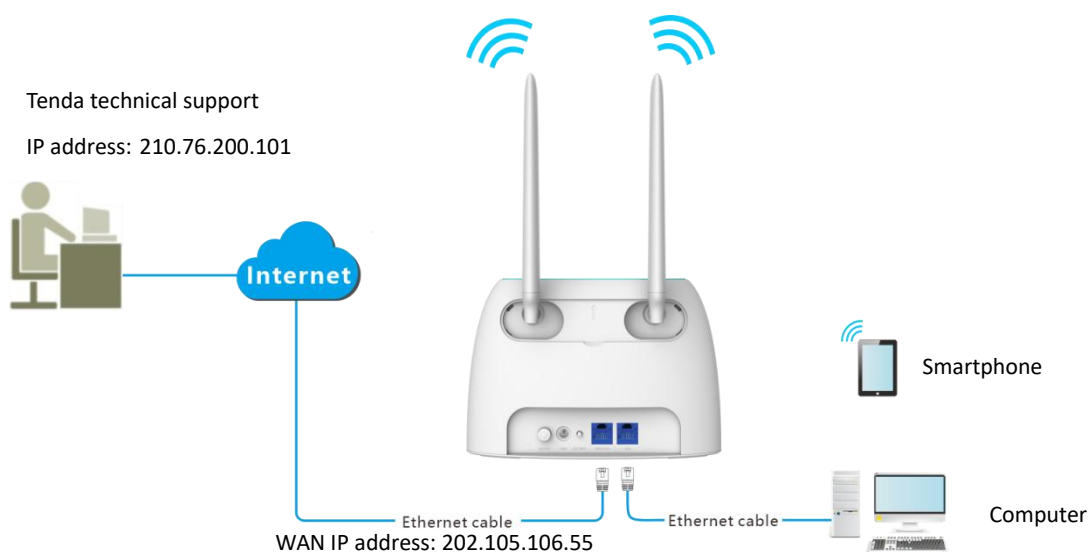 Tenda technical support
IP address: 210.76.200.101
Internet
Smartphone
Computer
Ethernet cable
Ethernet cable
WAN IP address: 202.105.106.55